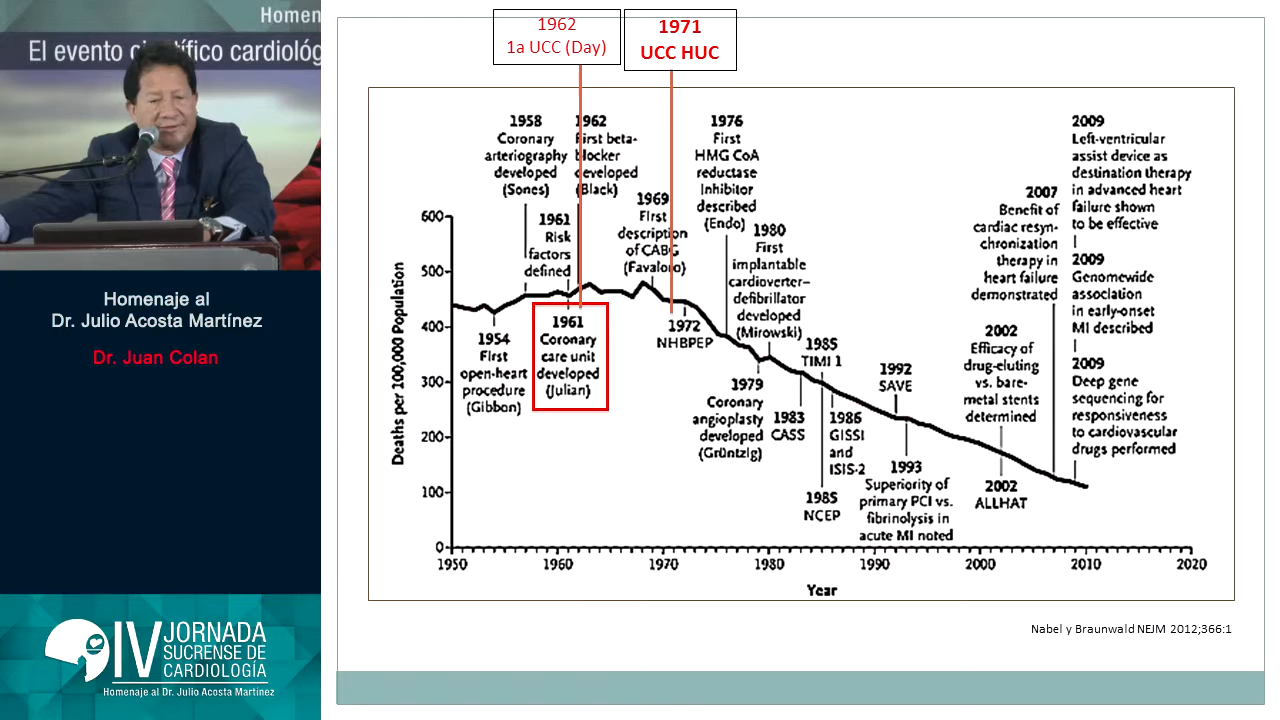 Homen
El evento científico cardiológ
Homenaje al
Dr. Julio Acosta Martínez
Dr. Juan Colan
IV JORNADA
SUCRENSE DE
CARDIOLOGÍA
Homenaje al Dr. Julio Acosta Martínez
1962
1a UCC (Day)
1971
UCC HUC
1958
Coronary
arteriography
developed
(Sones)
1962
First beta-
blocker
developed
(Black)
1976
First
HMG CoA
reductase
inhibitor
described
(Endo)
2009
Left-ventricular
assist device as
destination therapy
in advanced heart
failure shown
to be effective
1961
Risk
factors
defined
1969
First
description
of CABG
(Favaloro)
1980
First
implantable
cardioverter–
defibrillator
developed
(Mirowski)
2007
Benefit of
cardiac resyn-
chronization
therapy in
heart failure
demonstrated
2009
Genomewide
association
in early-onset
MI described
1954
First
open-heart
procedure
(Gibbon)
1961
Coronary
care unit
developed
(Julian)
1972
NHBPEP
1979
Coronary
angioplasty
developed
(Grüntzig)
1983
CASS
1985
TIMI 1
1985
NCEP
1986
GISSI
and
ISIS-2
1992
SAVE
1993
Superiority of
primary PCI vs.
fibrinolysis in
acute MI noted
2002
Efficacy of
drug-eluting
vs. bare-
metal stents
determined
2002
ALLHAT
2009
Deep gene
sequencing for
responsiveness
to cardiovascular
drugs performed
Deaths per 100,000 Population
600
500
400
300
200
100
0
1950 1960 1970 1980 1990 2000 2010 2020
Year
Nabel y Braunwald NEJM 2012;366:1